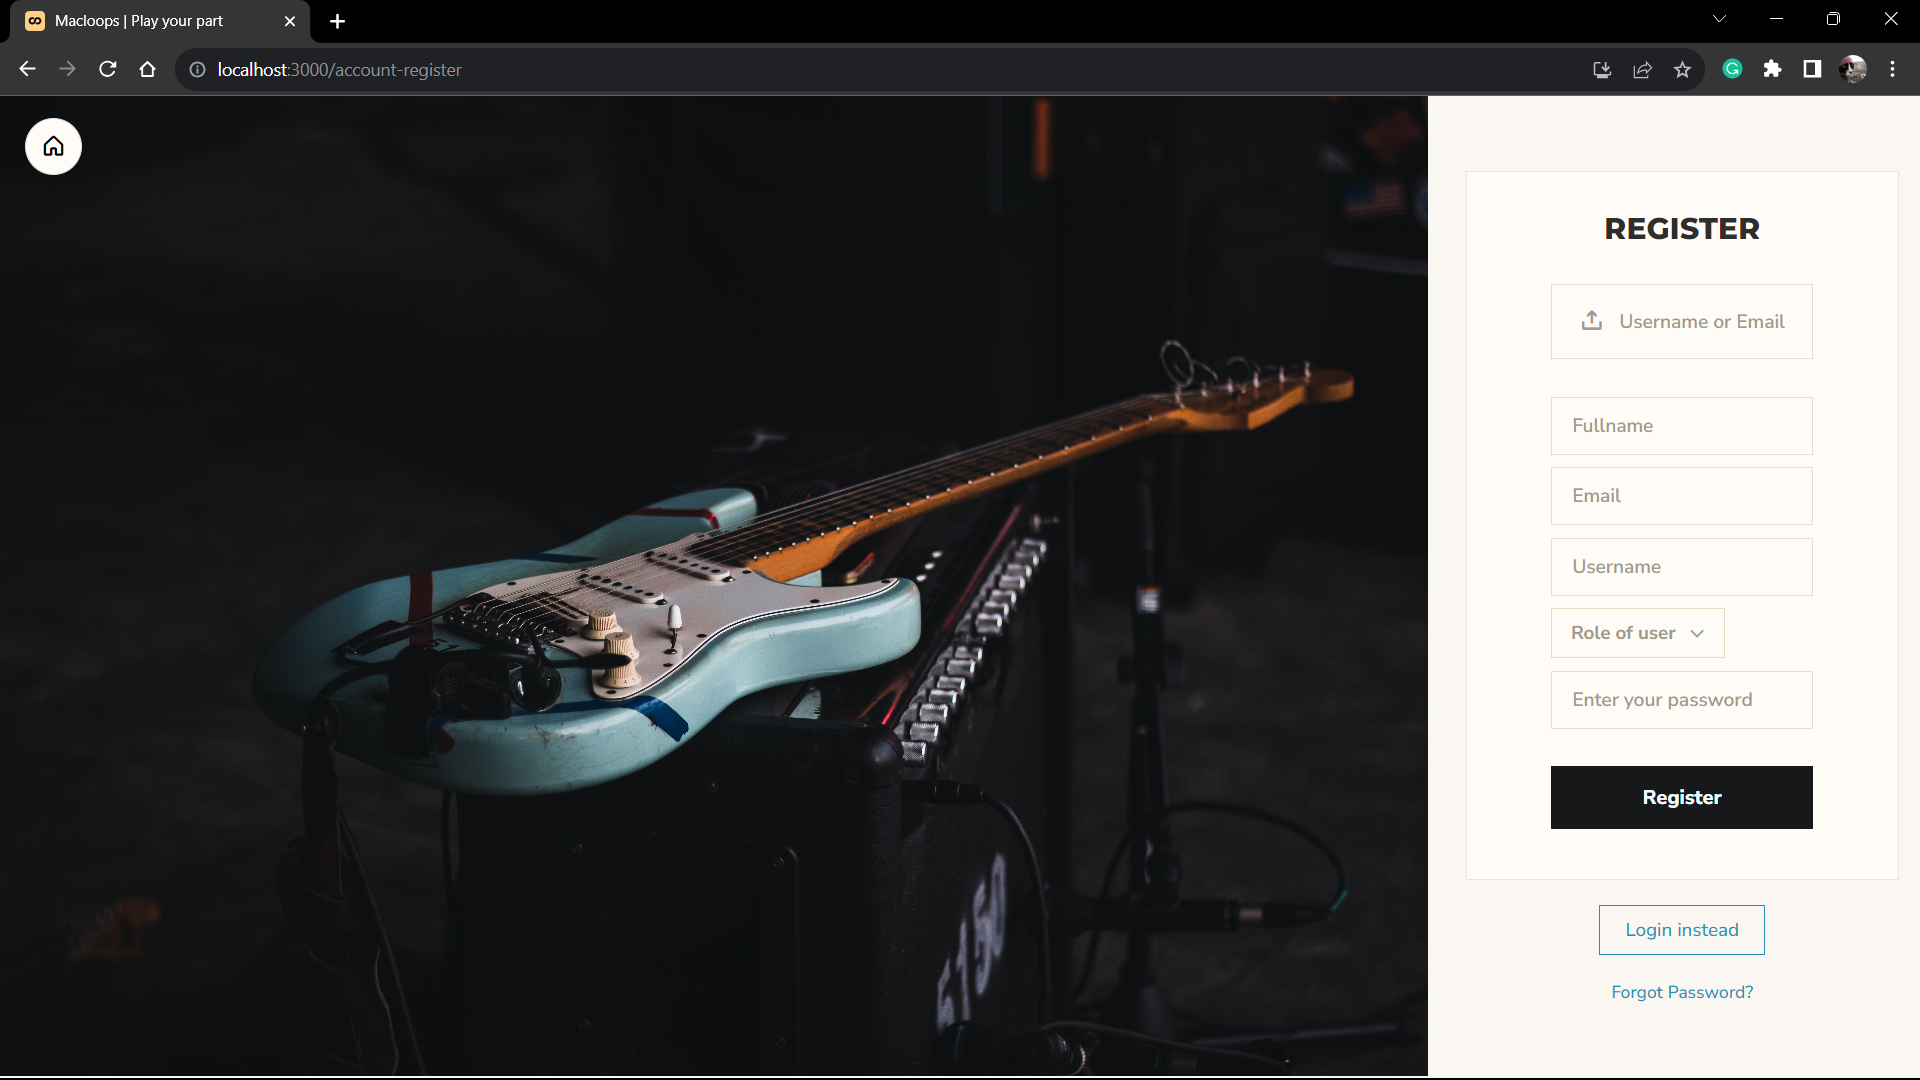 Macloops | Play your part
localhost:3000/account-register
REGISTER
Username or Email
Fullname
Email
Username
Role of user
Enter your password
Register
Login instead
Forgot Password?